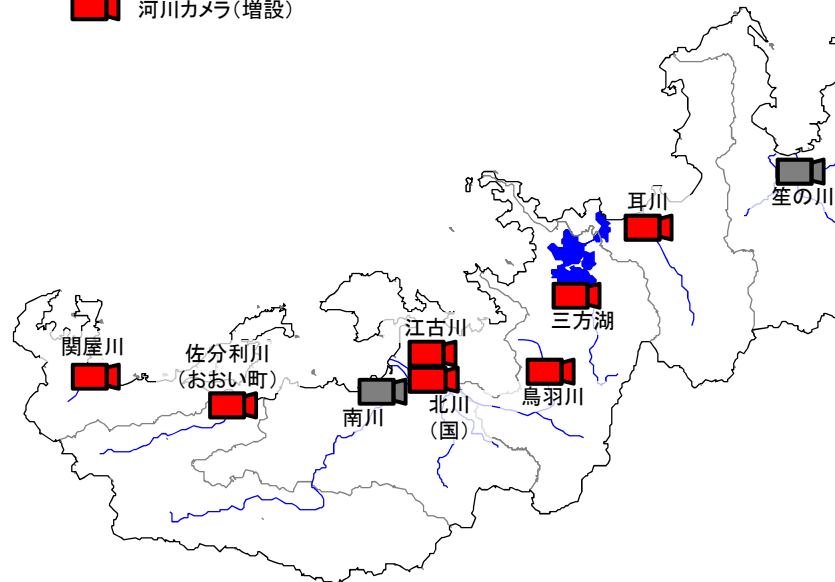 河川カメラ(増設)
笙の川
耳川
三方湖
江古川
関屋川
佐分利川
(おおい町)
鳥羽川
北川
(国)
南川